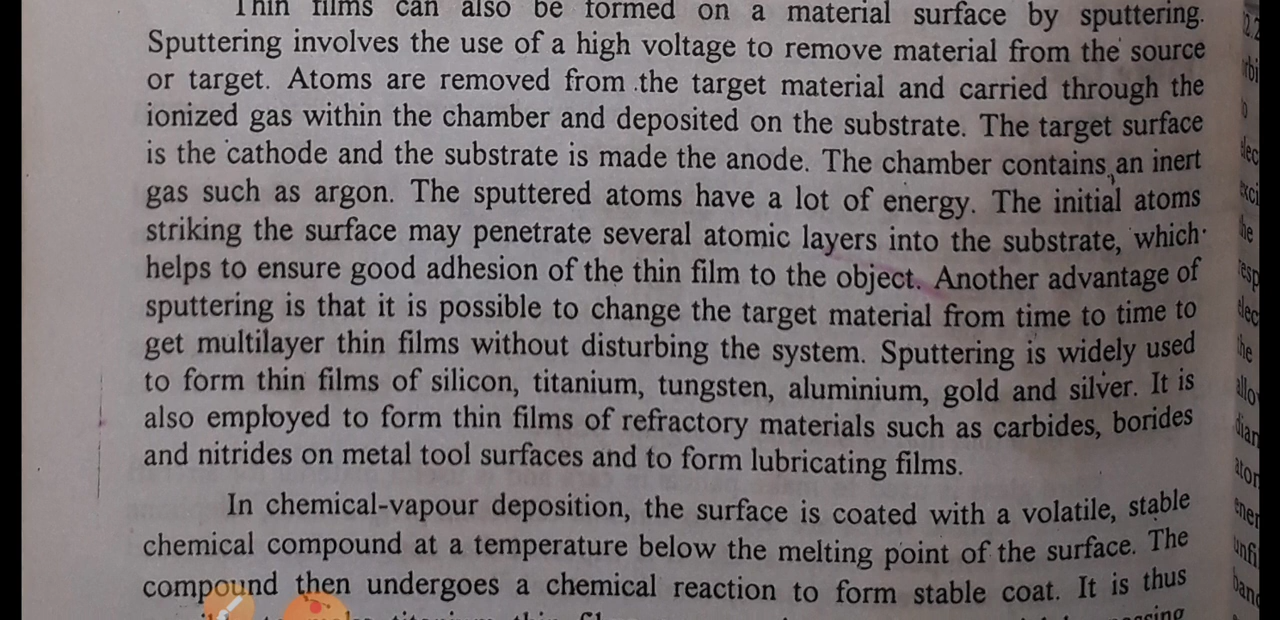 Thin films can also be formed on a material surface by sputtering.
Sputtering involves the use of a high voltage to remove material from the source
or target. Atoms are removed from the target material and carried through the
ionized gas within the chamber and deposited on the substrate. The target surface
is the cathode and the substrate is made the anode. The chamber contains an inert
gas such as argon. The sputtered atoms have a lot of energy. The initial atoms
striking the surface may penetrate several atomic layers into the substrate, which
helps to ensure good adhesion of the thin film to the object. Another advantage of
sputtering is that it is possible to change the target material from time to time to
get multilayer thin films without disturbing the system. Sputtering is widely used
to form thin films of silicon, titanium, tungsten, aluminium, gold and silver. It is
also employed to form thin films of refractory materials such as carbides, borides
and nitrides on metal tool surfaces and to form lubricating films.
In chemical-vapour deposition, the surface is coated with a volatile, stable
chemical compound at a temperature below the melting point of the surface. The
compound then undergoes a chemical reaction to form stable coat. It is thus